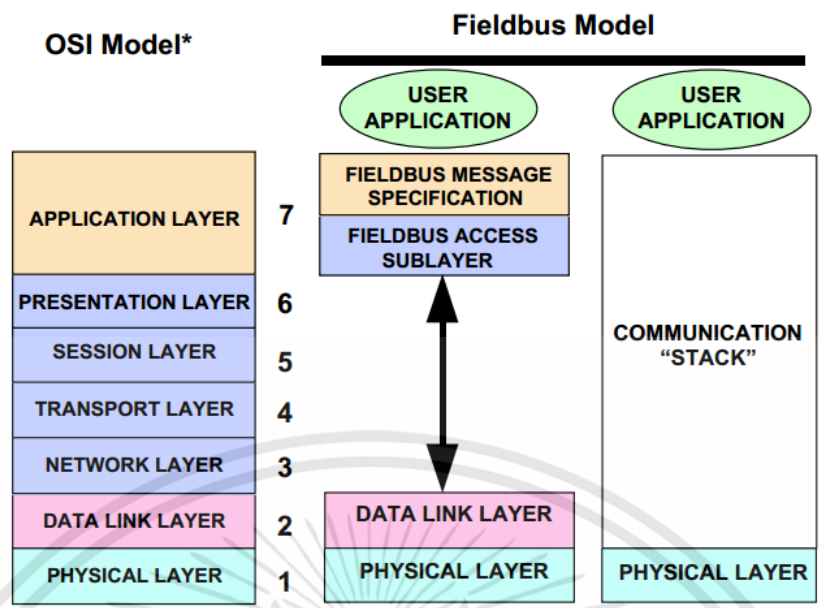 OSI Model*
Fieldbus Model
USER
APPLICATION
USER
APPLICATION
APPLICATION LAYER
7
FIELDBUS MESSAGE
SPECIFICATION
FIELDBUS ACCESS
SUBLAYER
PRESENTATION LAYER
6
SESSION LAYER
5
TRANSPORT LAYER
4
NETWORK LAYER
3
DATA LINK LAYER
2
DATA LINK LAYER
PHYSICAL LAYER
1
PHYSICAL LAYER
COMMUNICATION
“STACK”
PHYSICAL LAYER